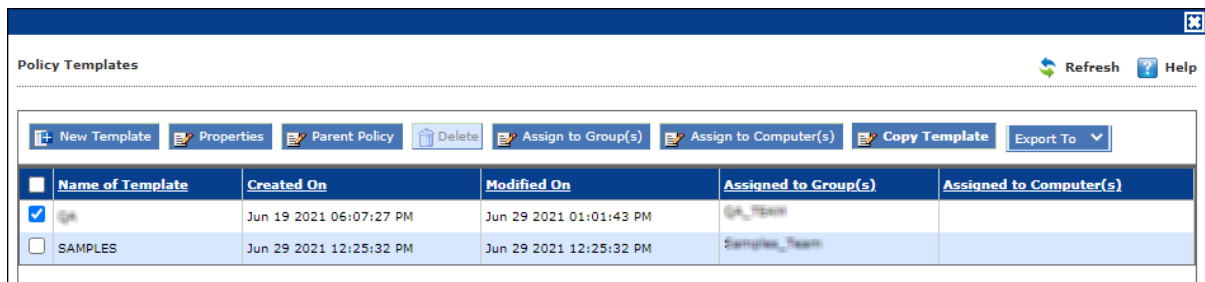 Policy Templates
Refresh Help
New Template Properties Parent Policy Delete Assign to Group(s) Assign to Computer(s) Copy Template Export To
Name of Template Created On Modified On Assigned to Group(s) Assigned to Computer(s)
Jun 19 2021 06:07:27 PM Jun 29 2021 01:01:43 PM
SAMPLES Jun 29 2021 12:25:32 PM Jun 29 2021 12:25:32 PM